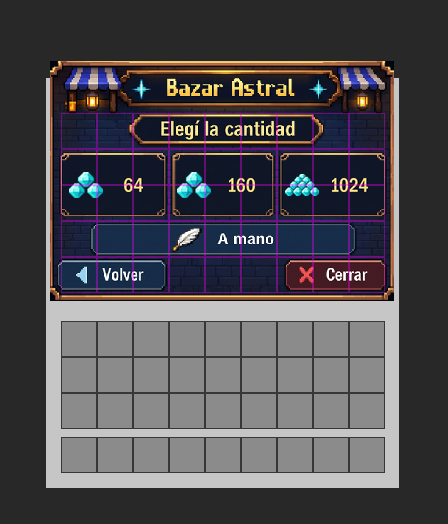 Bazar Astral
Elegí la cantidad
64 160 1024
A mano
Volver Cerrar